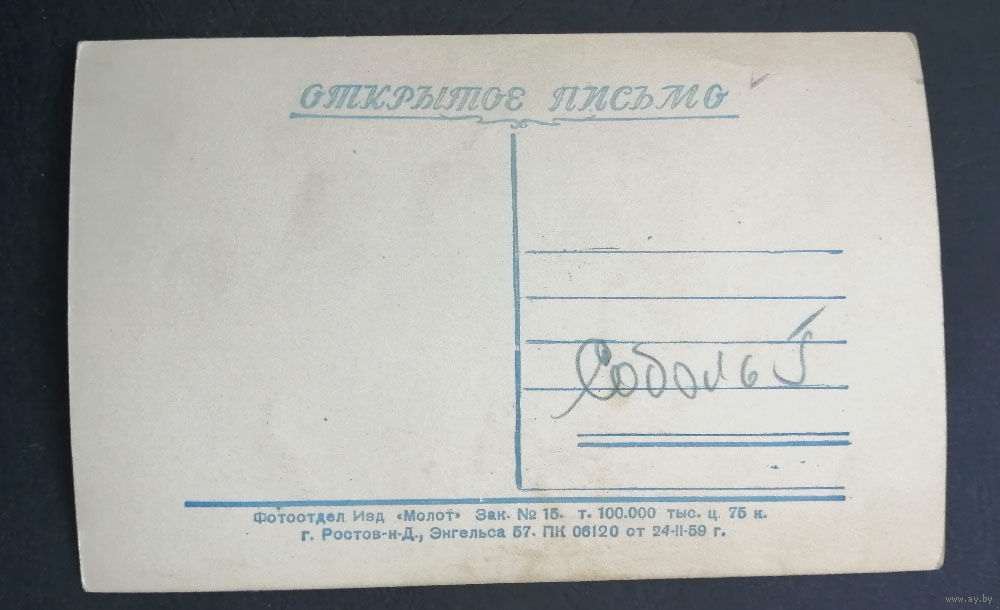 ОТКРЫТОЕ ПИСЬМО
Соболь Г
Фотоотдел Изд «Молот» Зак. № 15. т. 100.000 тыс. ц. 75 к.
г. Ростов-н-Д., Энгельса 57. ПК 06120 от 24-II-59 г.
www.ay.by